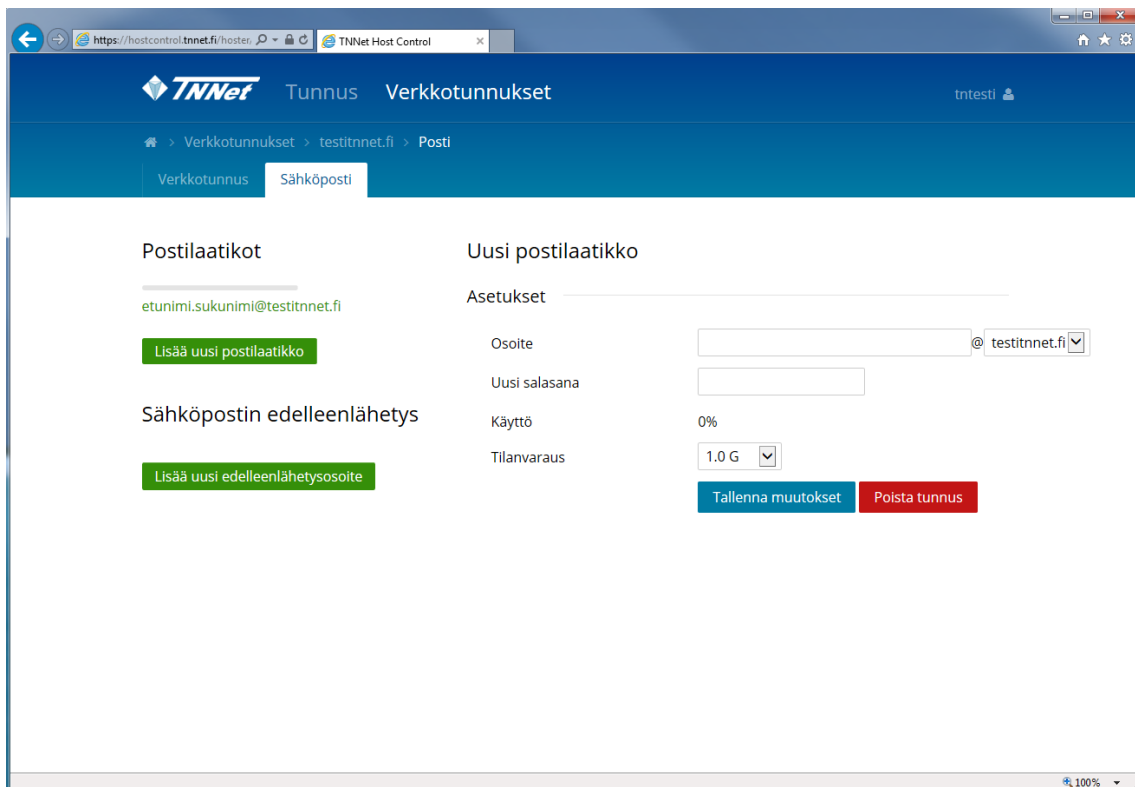 https://hostcontrol.tnnet.fi/hoster.
TNNet Host Control
TNNet Tunnus Verkkotunnukset tntesti
> Verkkotunnukset > testitnnet.fi > Posti
Verkkotunnus Sähköposti
Postilaatikot
etunimi.sukunimi@testitnnet.fi
Lisää uusi postilaatikko
Sähköpostin edelleenlähetys
Lisää uusi edelleenlähetysosoite
Uusi postilaatikko
Asetukset
Osoite @ testitnnet.fi
Uusi salasana
Käyttö 0%
Tilanvaraus 1.0 G
Tallenna muutokset Poista tunnus
100%